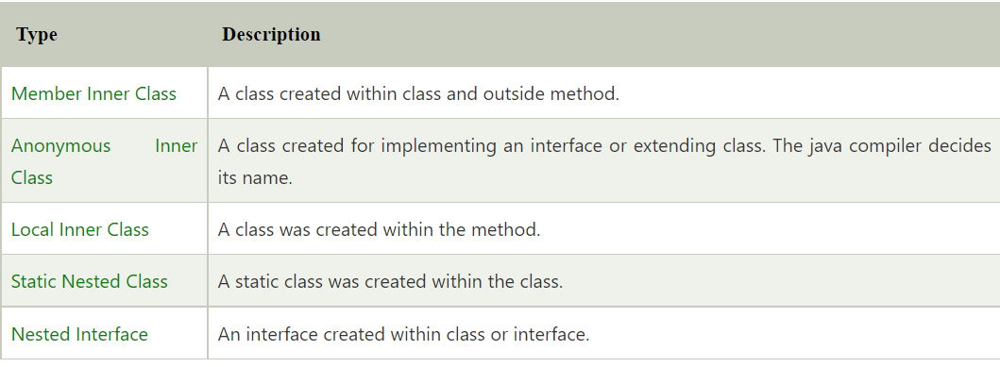 Type Description
Member Inner Class A class created within class and outside method.
Anonymous Inner A class created for implementing an interface or extending class. The java compiler decides
Class its name.
Local Inner Class A class was created within the method.
Static Nested Class A static class was created within the class.
Nested Interface An interface created within class or interface.